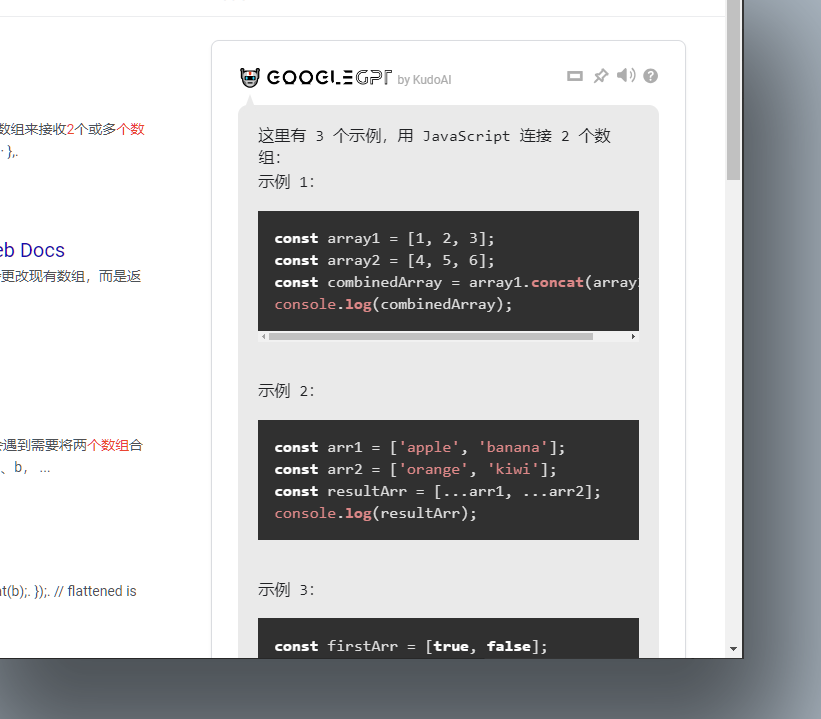 数组来接收2个或多个数
· },.
eb Docs
更改现有数组，而是返
遇到需要将两个数组合
、b， ...
t(b);. });. // flattened is
GOOGLEGPT by KudoAI
这里有 3 个示例，用 JavaScript 连接 2 个数
组：
示例 1：
const array1 = [1, 2, 3];
const array2 = [4, 5, 6];
const combinedArray = array1.concat(array
console.log(combinedArray);
示例 2：
const arr1 = ['apple', 'banana'];
const arr2 = ['orange', 'kiwi'];
const resultArr = [...arr1, ...arr2];
console.log(resultArr);
示例 3：
const firstArr = [true, false];